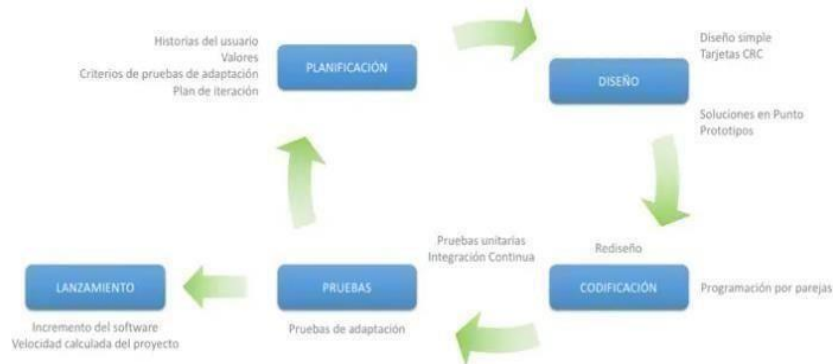 Historias del usuario
Valores
Criterios de pruebas de adaptación
Plan de iteración
PLANIFICACIÓN
Diseño simple
Tarjetas CRC
DISEÑO
Soluciones en Punto
Prototipos
Pruebas unitarias
Integración Continua
Rediseño
LANZAMIENTO
PRUEBAS
CODIFICACIÓN
Programación por parejas
Incremento del software
Velocidad calculada del proyecto
Pruebas de adaptación